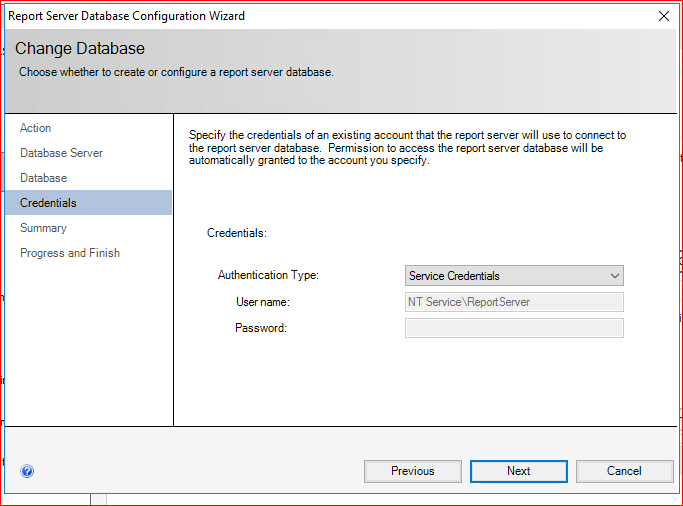 Report Server Database Configuration Wizard
Change Database
Choose whether to create or configure a report server database.
Action
Database Server
Database
Credentials
Summary
Progress and Finish
Specify the credentials of an existing account that the report server will use to connect to
the report server database. Permission to access the report server database will be
automatically granted to the account you specify.
Credentials:
Authentication Type:
Service Credentials
User name:
NT Service\ReportServer
Password:
Previous
Next
Cancel